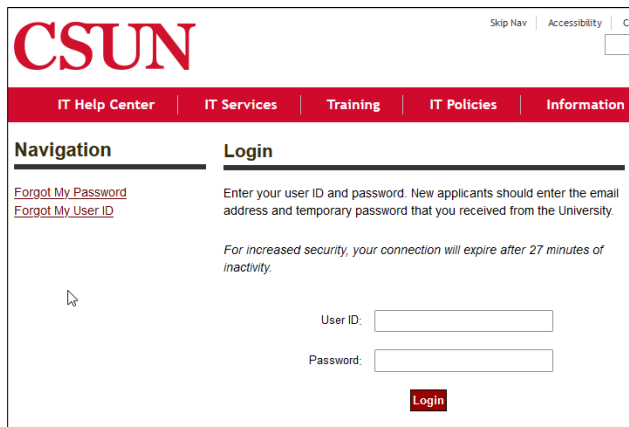 CSUN
Skip Nav Accessibility C
IT Help Center IT Services Training IT Policies Information
Navigation
Forgot My Password
Forgot My User ID
Login
Enter your user ID and password. New applicants should enter the email
address and temporary password that you received from the University.
For increased security, your connection will expire after 27 minutes of
inactivity.
User ID:
Password:
Login